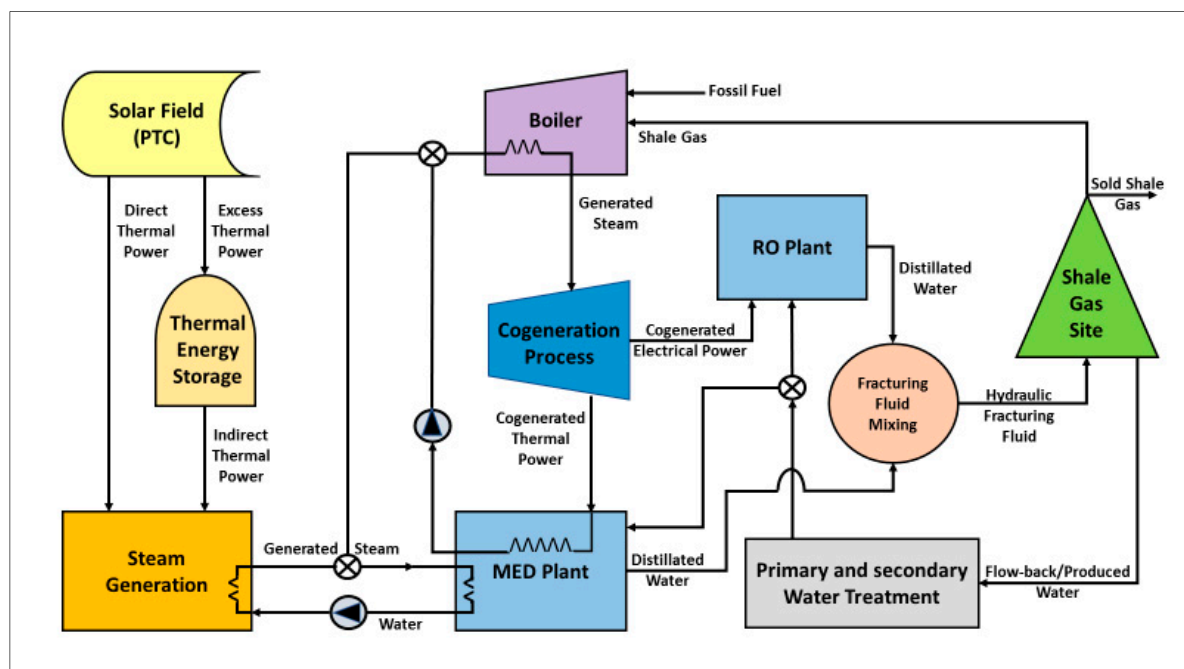 Solar Field
(PTC)
Boiler
Fossil Fuel
Shale Gas
Sold Shale
Gas
Direct
Thermal
Power
Excess
Thermal
Power
Generated
Steam
RO Plant
Distillated
Water
Shale
Gas
Site
Thermal
Energy
Storage
Cogeneration
Process
Cogenerated
Electrical Power
Fracturing
Fluid
Mixing
Hydraulic
Fracturing
Fluid
Indirect
Thermal
Power
Cogenerated
Thermal
Power
Steam
Generation
Generated Steam
Water
MED Plant
Distillated
Water
Primary and secondary
Water Treatment
Flow-back/Produced
Water